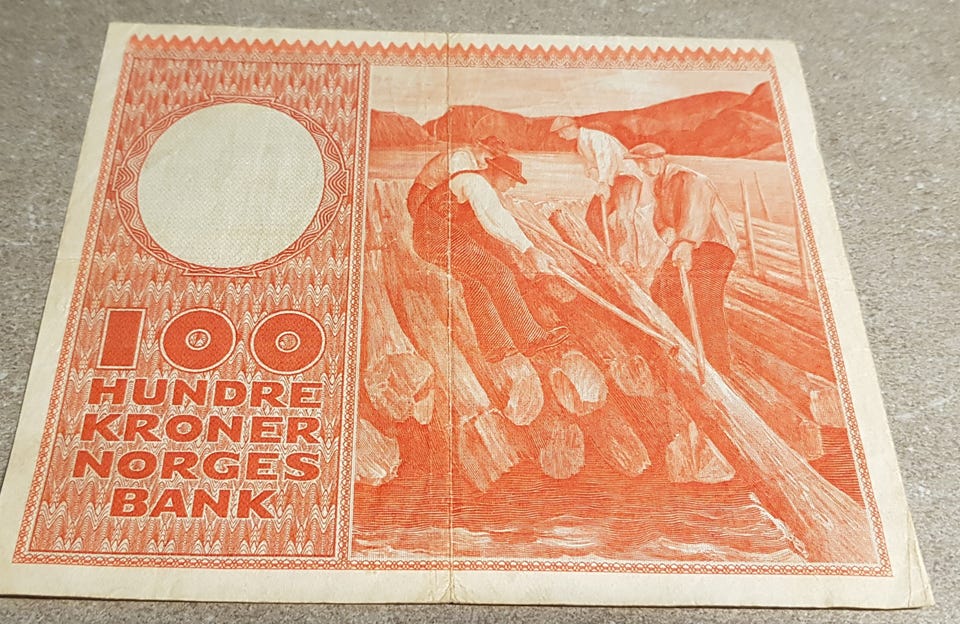 100
HUNDRE
KRONER
NORGES
BANK